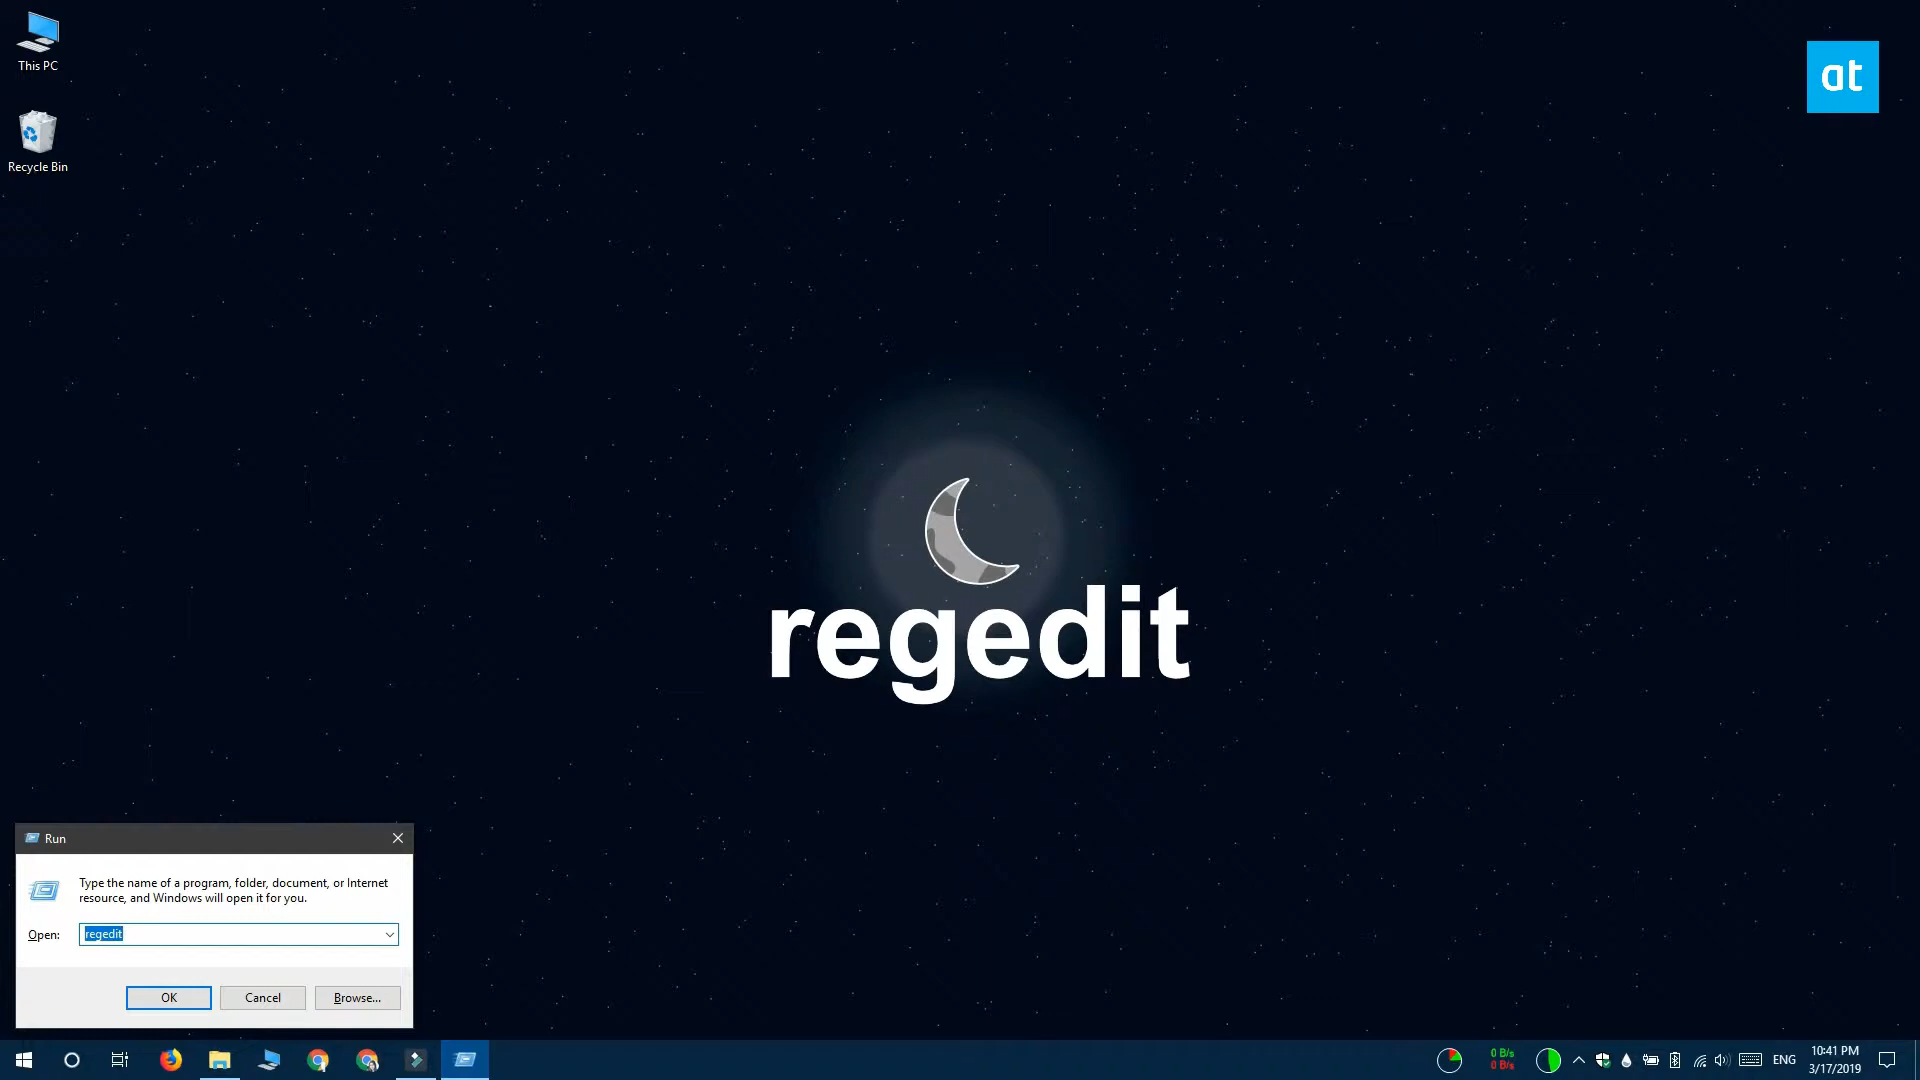 This PC
at
Recycle Bin
regedit
Run
Type the name of a program, folder, document, or Internet
resource, and Windows will open it for you.
Open:
regedit
OK
Cancel
Browse...
0 B/s
0 B/s
ENG
10:41 PM
3/17/2019